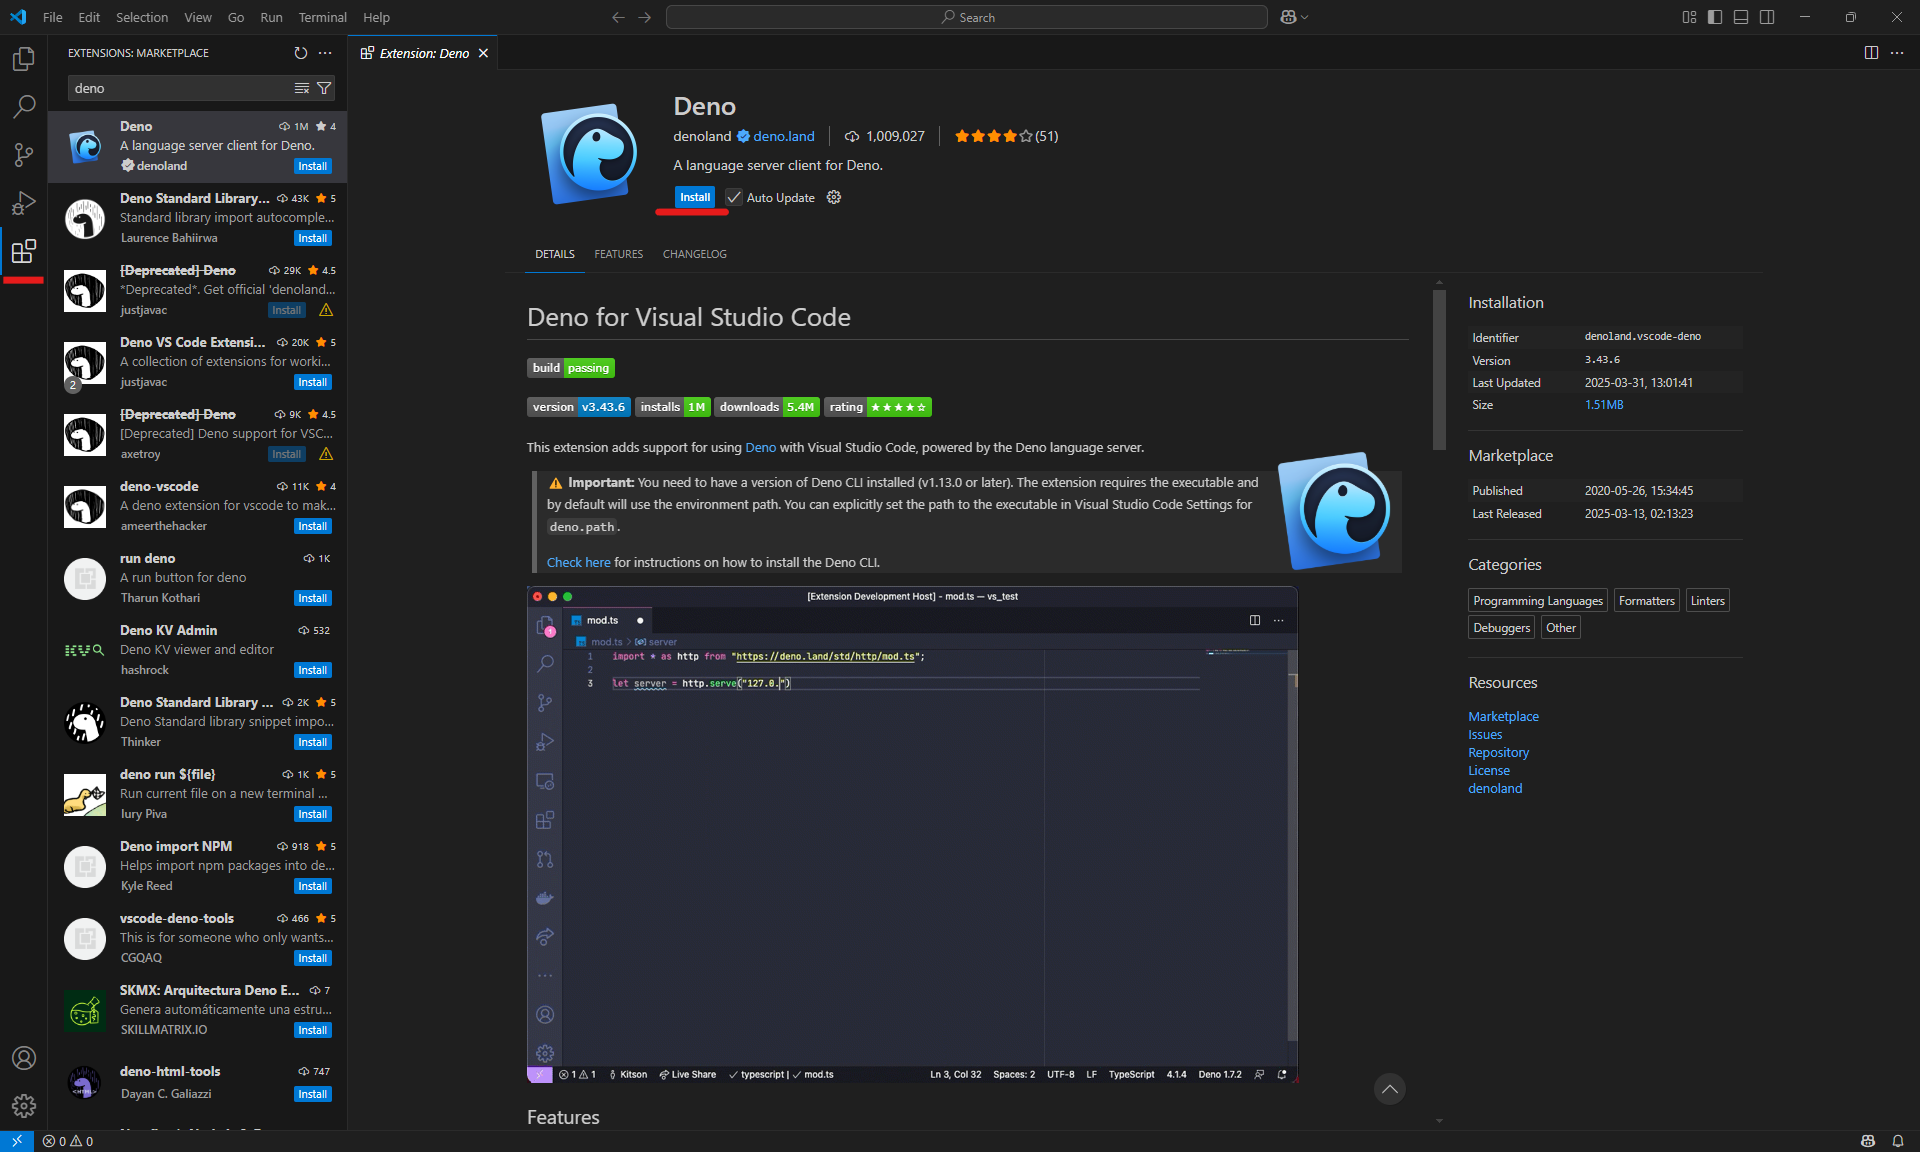 File Edit Selection View Go Run Terminal Help
Search
EXTENSIONS: MARKETPLACE
deno
Deno 1M 4
A language server client for Deno.
denoland Install
Deno Standard Library... 43K 5
Standard library import autocomple...
Laurence Bahiirwa Install
[Deprecated] Deno 29K 4.5
*Deprecated*. Get official 'denoland...
justjavac Install
Deno VS Code Extensi... 20K 5
A collection of extensions for worki...
2
justjavac Install
[Deprecated] Deno 9K 4.5
[Deprecated] Deno support for VSC...
axetroy Install
deno-vscode 11K 4
A deno extension for vscode to mak...
ameerthehacker Install
run deno 1K
A run button for deno
Tharun Kothari Install
Deno KV Admin 532
Deno KV viewer and editor
hashrock Install
Deno Standard Library ... 2K 5
Deno Standard library snippet impo...
Thinker Install
deno run ${file} 1K 5
Run current file on a new terminal ...
Iury Piva Install
Deno import NPM 918 5
Helps import npm packages into de...
Kyle Reed Install
vscode-deno-tools 466 5
This is for someone who only wants...
CGQAQ Install
SKMX: Arquitectura Deno E... 7
Genera automáticamente una estru...
SKILLMATRIX.IO Install
deno-html-tools 747
Dayan C. Galiazzi Install
Extension: Deno
Deno
denoland deno.land 1,009,027 (51)
A language server client for Deno.
Install Auto Update
DETAILS FEATURES CHANGELOG
Deno for Visual Studio Code
build passing
version v3.43.6 installs 1M downloads 5.4M rating ★★★★☆
This extension adds support for using Deno with Visual Studio Code, powered by the Deno language server.
Important: You need to have a version of Deno CLI installed (v1.13.0 or later). The extension requires the executable and
by default will use the environment path. You can explicitly set the path to the executable in Visual Studio Code Settings for
deno.path.
Check here for instructions on how to install the Deno CLI.
[Extension Development Host] - mod.ts — vs_test
mod.ts
1
mod.ts > server
1 import * as http from "https://deno.land/std/http/mod.ts";
2
3 let server = http.serve("127.0.")
1 1 Kitson Live Share typescript | mod.ts Ln 3, Col 32 Spaces: 2 UTF-8 LF TypeScript 4.1.4 Deno 1.7.2
Features
Installation
Identifier denoland.vscode-deno
Version 3.43.6
Last Updated 2025-03-31, 13:01:41
Size 1.51MB
Marketplace
Published 2020-05-26, 15:34:45
Last Released 2025-03-13, 02:13:23
Categories
Programming Languages Formatters Linters
Debuggers Other
Resources
Marketplace
Issues
Repository
License
denoland
0 0